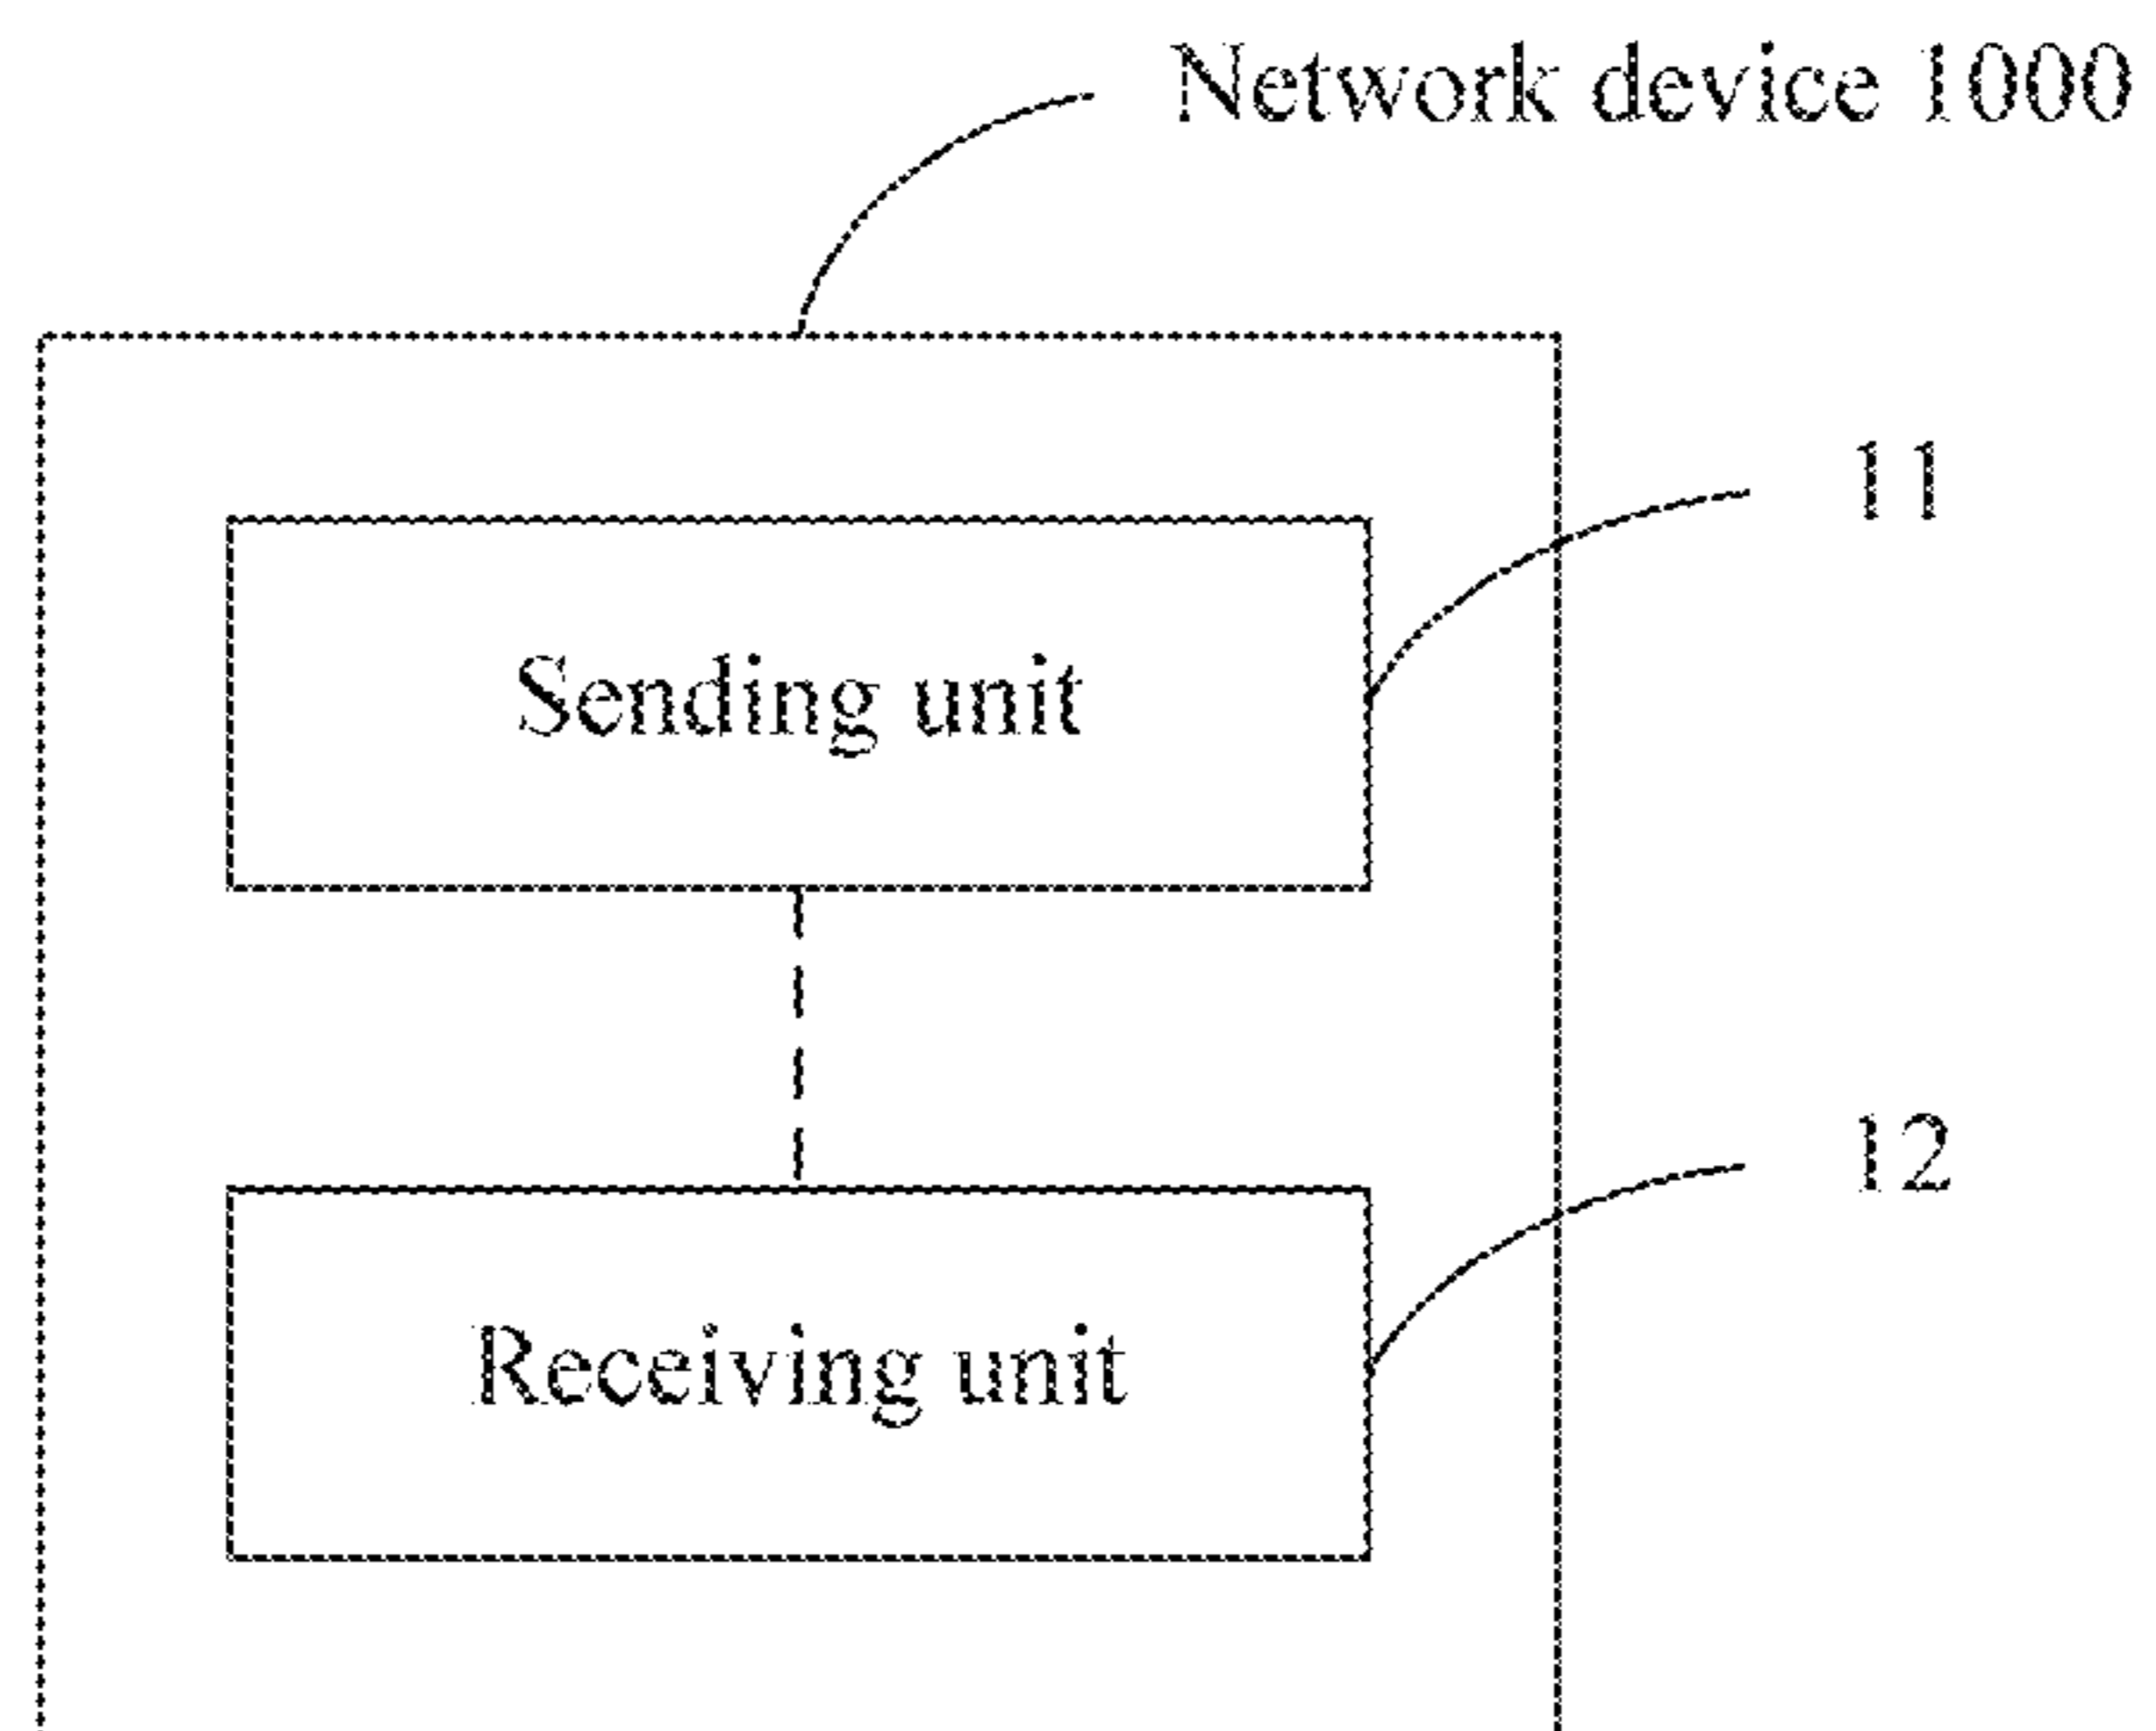 Network device 1000
11
Sending unit
12
Receiving unit